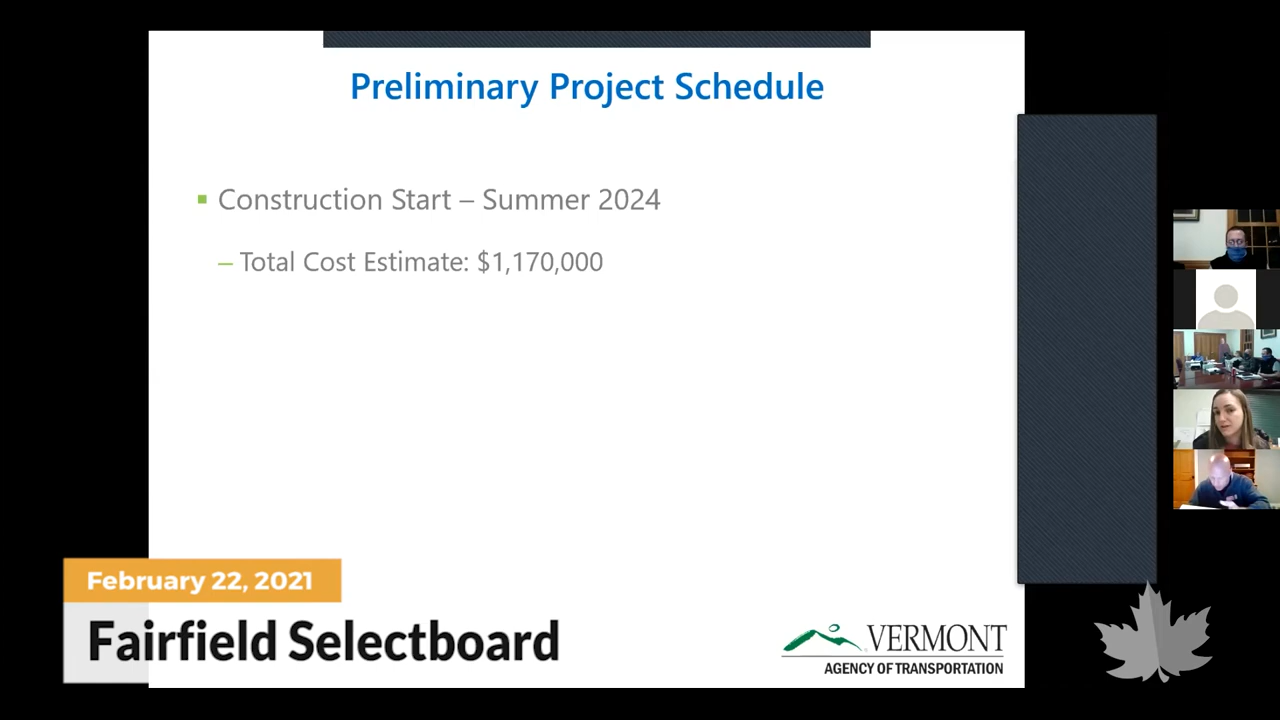 Preliminary Project Schedule
Construction Start – Summer 2024
– Total Cost Estimate: $1,170,000
February 22, 2021
Fairfield Selectboard
VERMONT
AGENCY OF TRANSPORTATION